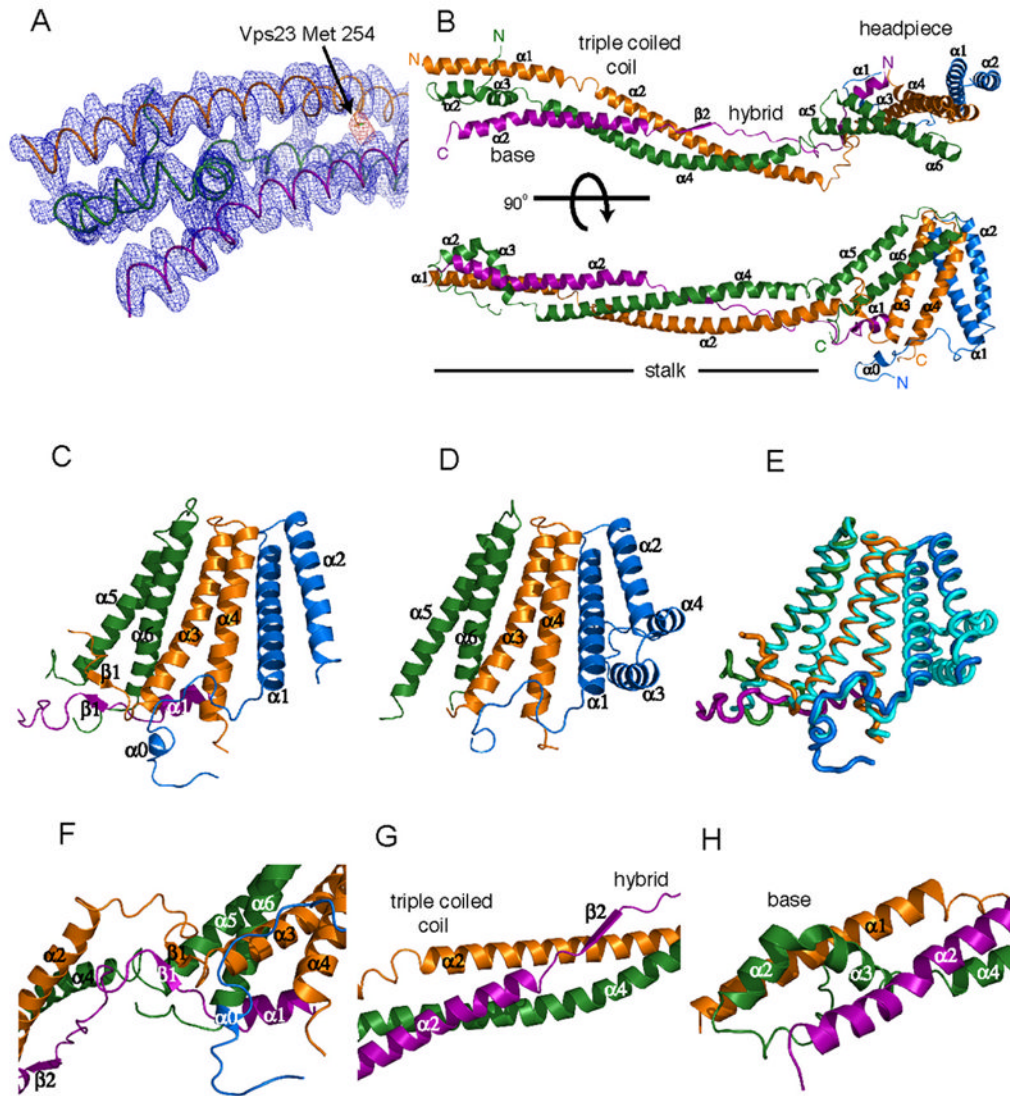 A
Vps23 Met 254
B
N
N
α1
triple coiled
coil
headpiece
α2
α3
α2
β2
hybrid
α1
N
α4
α3
α1
α2
α5
C
α2
base
α4
α6
90°
α2
α3
α1
α2
α4
α5
α6
α2
α1
α3
α4
α2
C
C
α1
α0
N
stalk
C
D
E
α5
α6
α3
α4
α2
β1
β1
α1
α1
α0
α5
α6
α3
α4
α2
α4
α1
α3
F
G
H
α2
α4
α5
α6
β1
α3
β1
α4
α0
α1
β2
triple coiled
coil
hybrid
β2
α2
α4
α2
base
α1
α2
α3
α2
α4